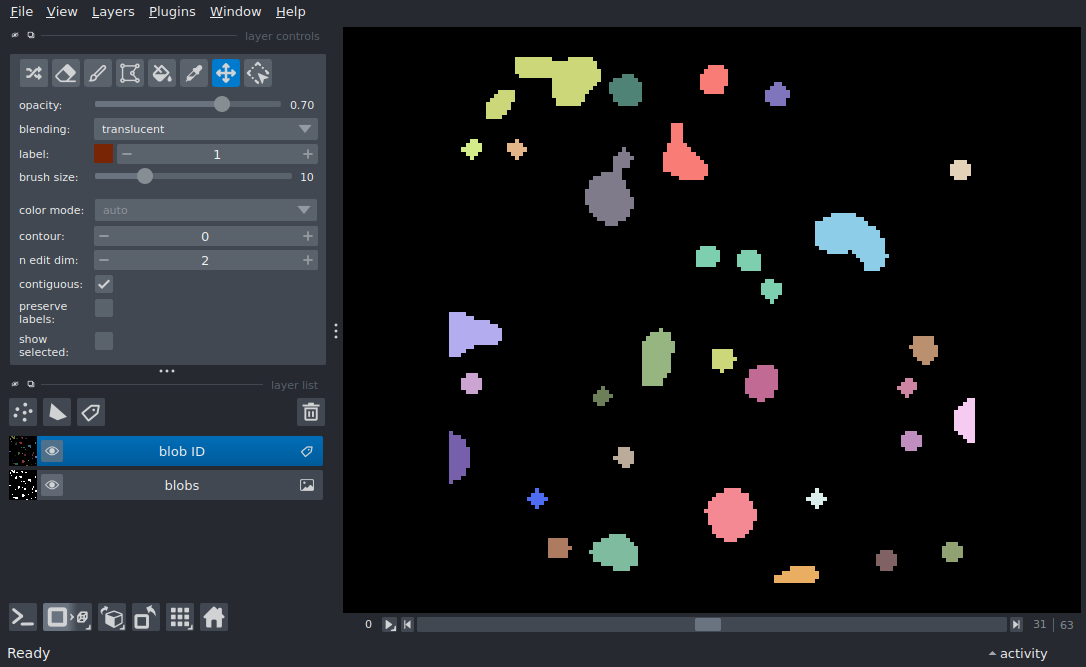 File View Layers Plugins Window Help
layer controls
opacity: 0.70
blending: translucent
label: 1
brush size: 10
color mode: auto
contour: 0
n edit dim: 2
contiguous:
preserve
labels:
show
selected:
layer list
blob ID
blobs
0 31 63
Ready activity